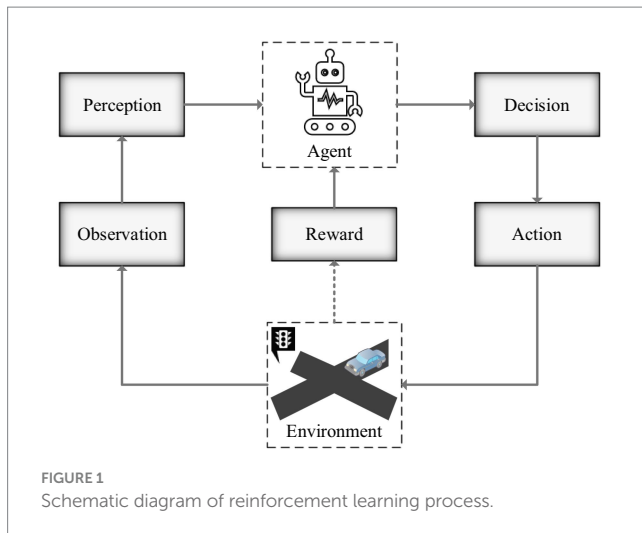 Perception
Agent
Decision
Observation
Reward
Action
Environment
FIGURE 1
Schematic diagram of reinforcement learning process.